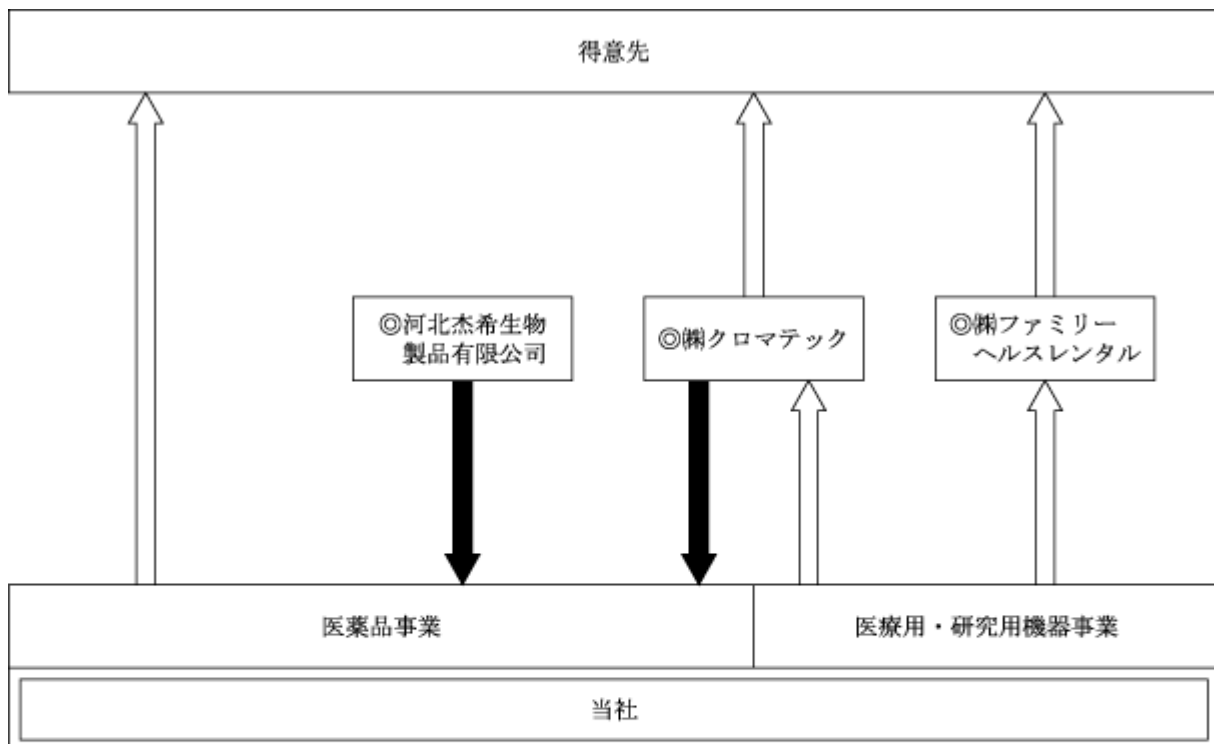 得意先
◎河北杰希生物
製品有限公司
◎㈱クロマテック
◎㈱ファミリー
ヘルスレンタル
医薬品事業
医療用・研究用機器事業
当社